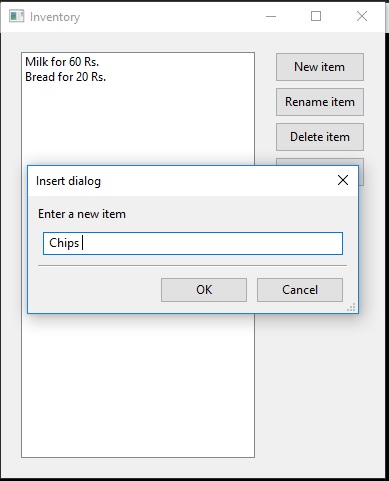 Inventory
Milk for 60 Rs.
Bread for 20 Rs.
New item
Rename item
Delete item
Insert dialog
Enter a new item
Chips
OK
Cancel